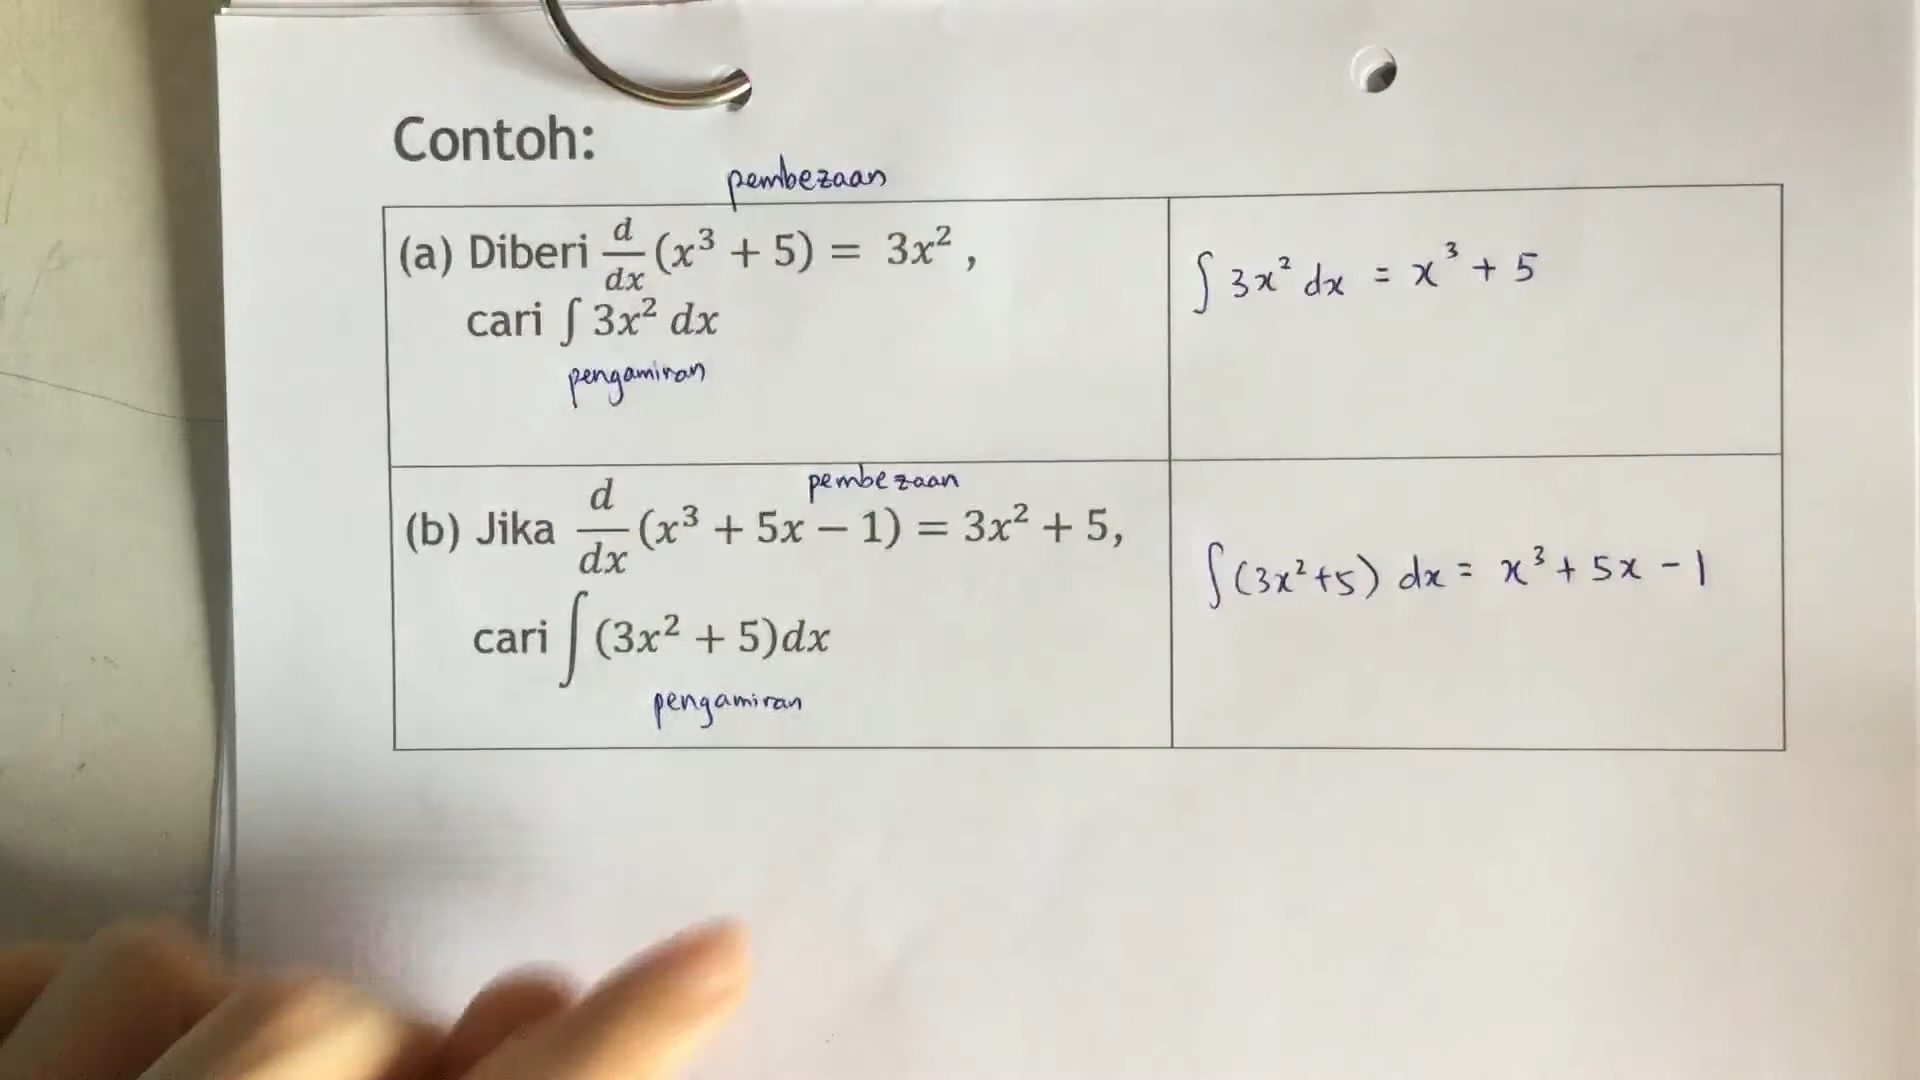 Contoh:
pembezaan
(a) Diberi d/dx (x³ + 5) = 3x² ,
cari ∫ 3x² dx
pengamiran
∫ 3x² dx = x³ + 5
pembezaan
(b) Jika d/dx (x³ + 5x − 1) = 3x² + 5,
cari ∫ (3x² + 5)dx
pengamiran
∫ (3x²+5) dx = x³ + 5x − 1